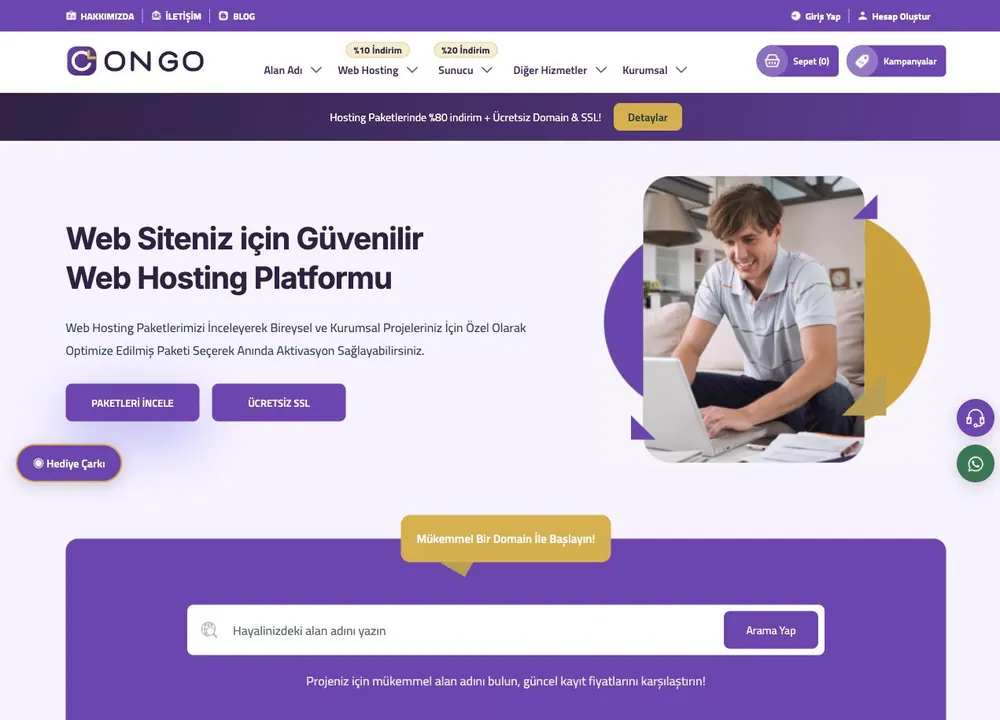 HAKKIMIZDA
İLETİŞİM
BLOG
Giriş Yap
Hesap Oluştur
CONGO
%10 İndirim
%20 İndirim
Alan Adı
Web Hosting
Sunucu
Diğer Hizmetler
Kurumsal
Sepet (0)
Kampanyalar
Hosting Paketlerinde %80 indirim + Ücretsiz Domain & SSL!
Detaylar
Web Siteniz için Güvenilir
Web Hosting Platformu
Web Hosting Paketlerimizi İnceleyerek Bireysel ve Kurumsal Projeleriniz İçin Özel Olarak
Optimize Edilmiş Paketi Seçerek Anında Aktivasyon Sağlayabilirsiniz.
PAKETLERİ İNCELE
ÜCRETSİZ SSL
Hediye Çarkı
Mükemmel Bir Domain İle Başlayın!
Hayalinizdeki alan adını yazın
Arama Yap
Projeniz için mükemmel alan adını bulun, güncel kayıt fiyatlarını karşılaştırın!